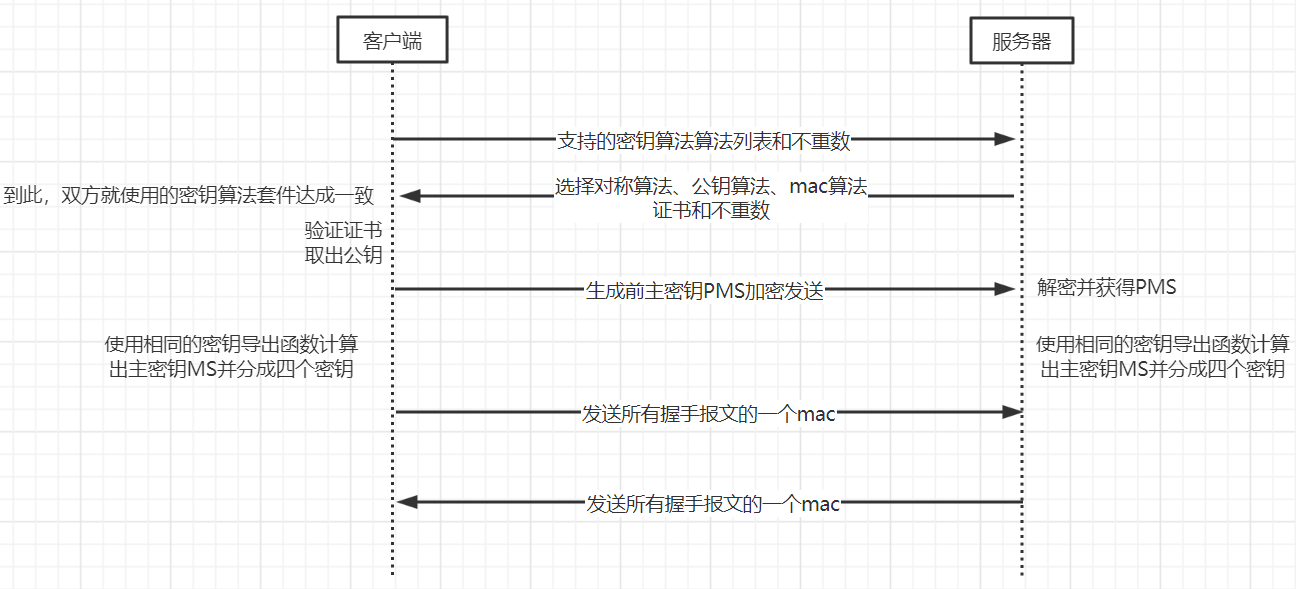 客户端
服务器
支持的密钥算法算法列表和不重数
到此，双方就使用的密钥算法套件达成一致
选择对称算法、公钥算法、mac算法
证书和不重数
验证证书
取出公钥
生成前主密钥PMS加密发送
解密并获得PMS
使用相同的密钥导出函数计算
出主密钥MS并分成四个密钥
使用相同的密钥导出函数计算
出主密钥MS并分成四个密钥
发送所有握手报文的一个mac
发送所有握手报文的一个mac